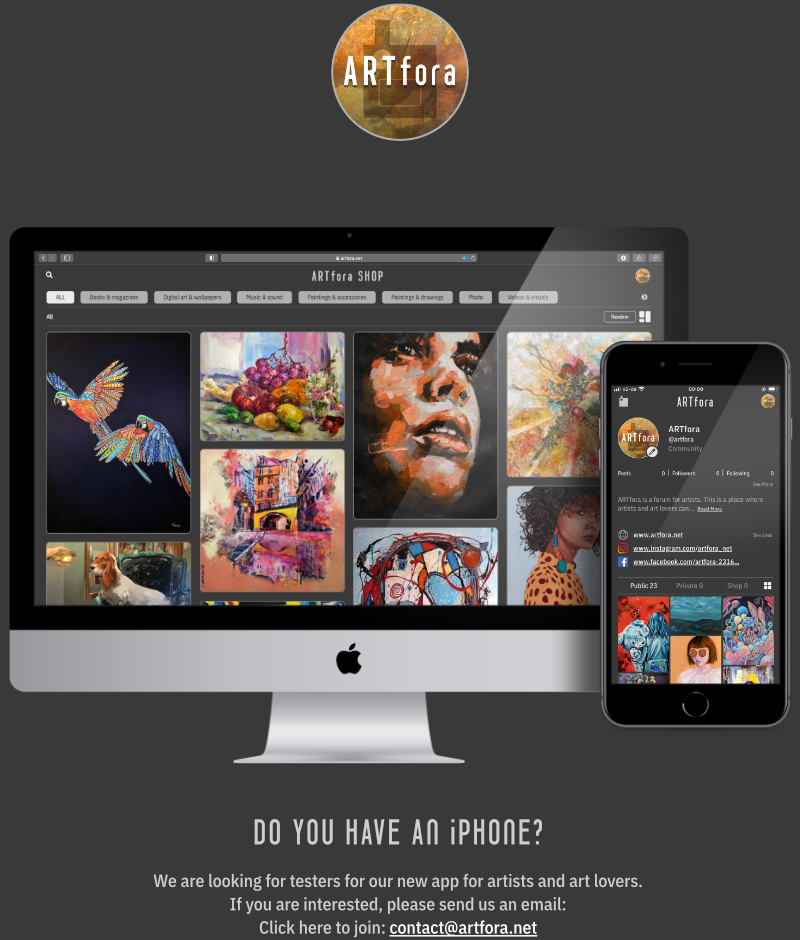 ARTfora
artfora.net
ARTfora SHOP
ALL
Books & magazines
Digital art & wallpapers
Music & sound
Paintings & accessories
Paintings & drawings
Photo
Videos & visuals
All
Random
00:00
ARTfora
ARTfora
ARTfora
@artfora
Community
Posts 0 Followers 0 Following 0
See More
ARTfora is a forum for artists. This is a place where
artists and art lovers can... Read More
www.artfora.net See Less
www.instagram.com/artfora_net
www.facebook.com/artfora-2316...
Public 23 Private 0 Shop 0
DO YOU HAVE AN iPHONE?
We are looking for testers for our new app for artists and art lovers.
If you are interested, please send us an email:
Click here to join: contact@artfora.net